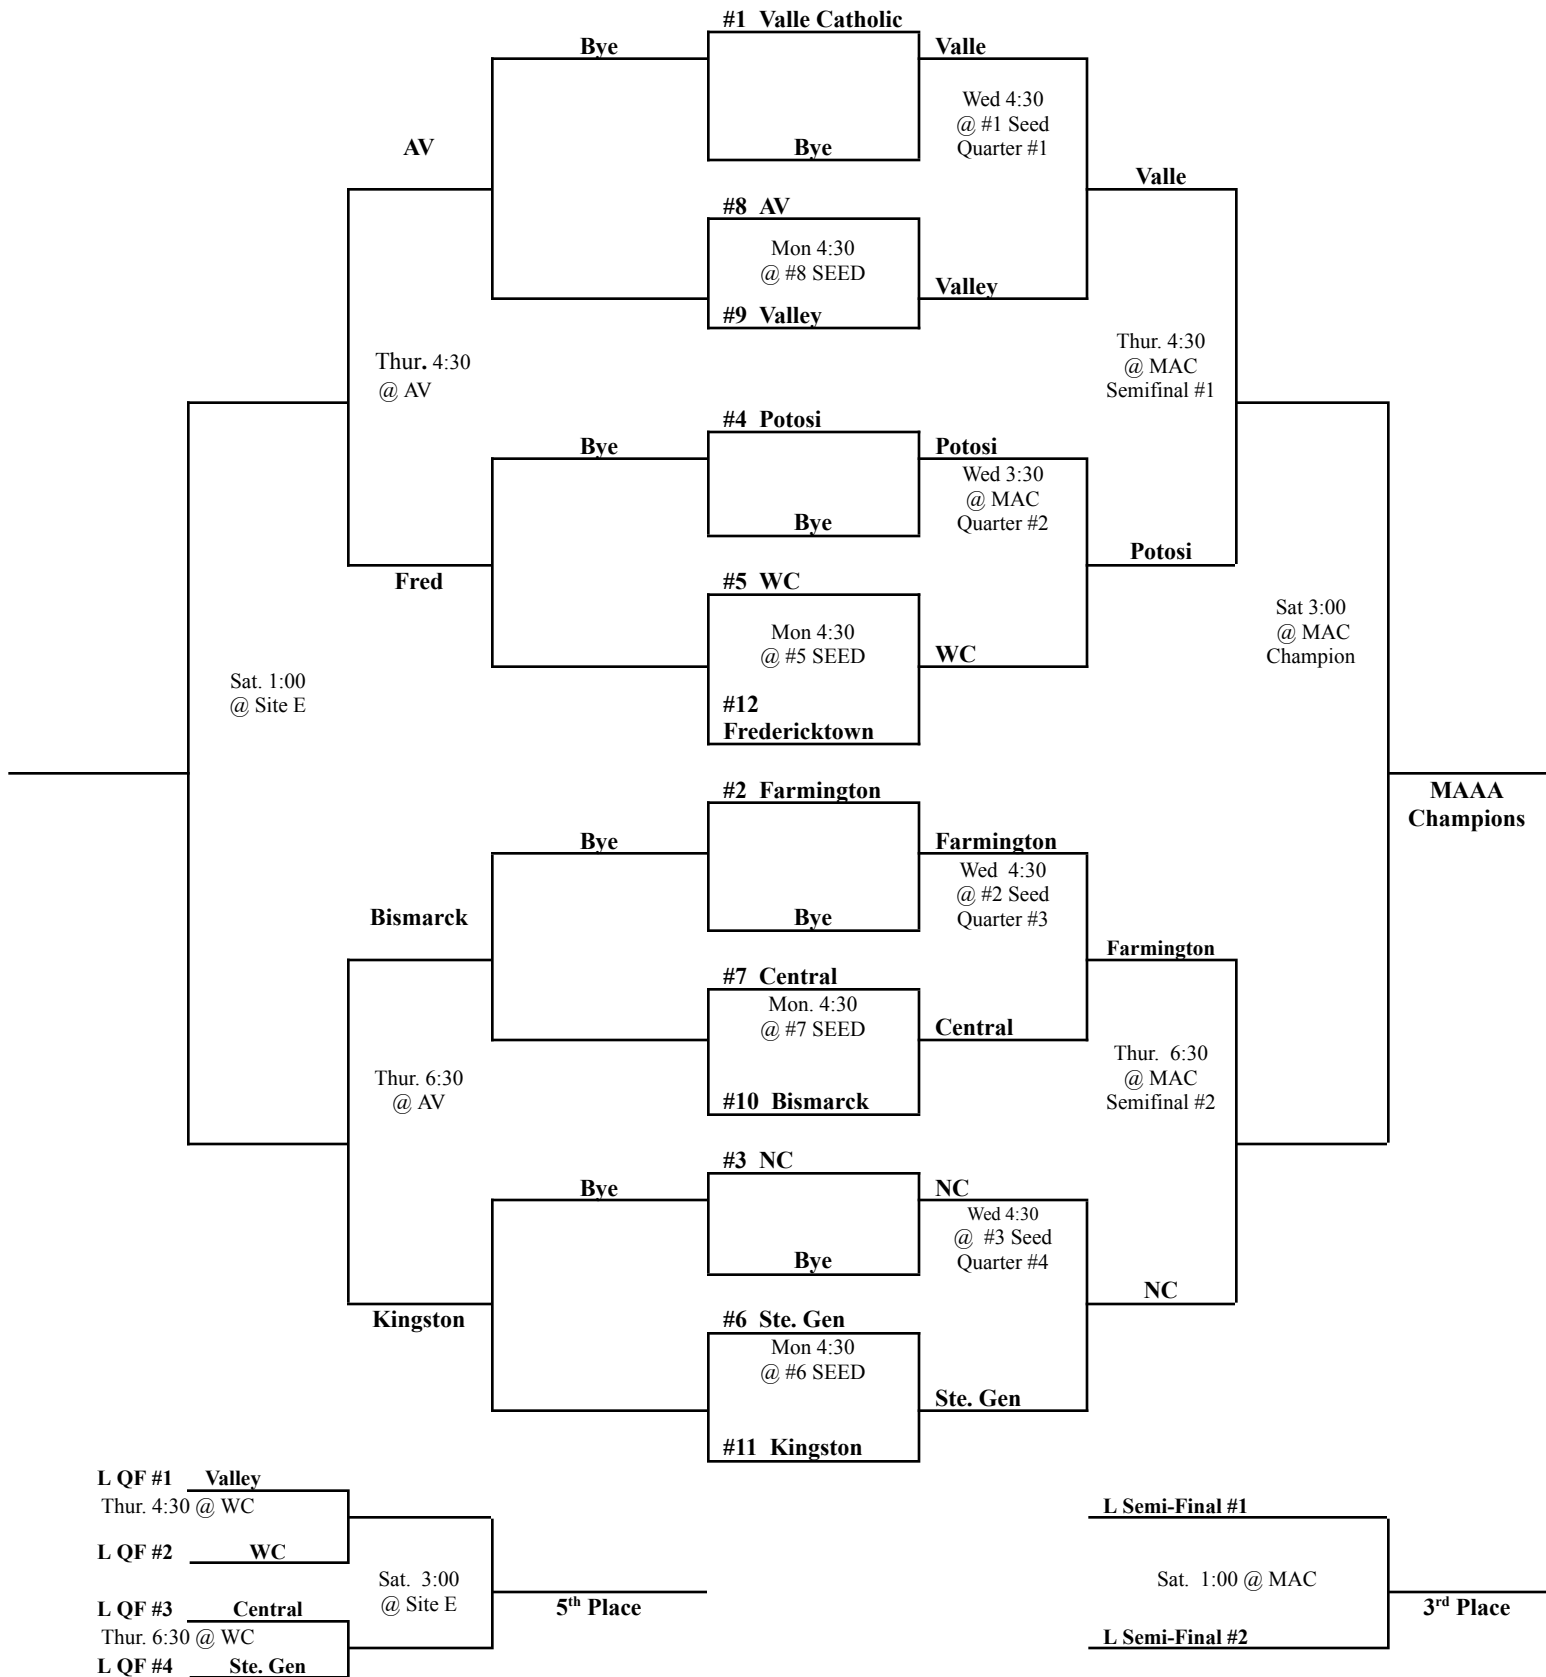 #1 Valle Catholic
Bye
Valle
Wed 4:30
@ #1 Seed
Quarter #1
AV
Bye
Valle
#8 AV
Mon 4:30
@ #8 SEED
Valley
#9 Valley
Thur. 4:30
@ AV
Thur. 4:30
@ MAC
Semifinal #1
#4 Potosi
Bye
Potosi
Wed 3:30
@ MAC
Quarter #2
Bye
Potosi
Fred
#5 WC
Mon 4:30
@ #5 SEED
WC
Sat 3:00
@ MAC
Champion
Sat. 1:00
@ Site E
#12
Fredericktown
#2 Farmington
MAAA
Champions
Bye
Farmington
Wed 4:30
@ #2 Seed
Quarter #3
Bismarck
Bye
Farmington
#7 Central
Mon. 4:30
@ #7 SEED
Central
Thur. 6:30
@ AV
Thur. 6:30
@ MAC
Semifinal #2
#10 Bismarck
#3 NC
Bye
NC
Wed 4:30
@ #3 Seed
Quarter #4
Bye
NC
Kingston
#6 Ste. Gen
Mon 4:30
@ #6 SEED
Ste. Gen
#11 Kingston
L QF #1 Valley
Thur. 4:30 @ WC
L QF #2 WC
Sat. 3:00
@ Site E
5th Place
L QF #3 Central
Thur. 6:30 @ WC
L QF #4 Ste. Gen
L Semi-Final #1
Sat. 1:00 @ MAC
3rd Place
L Semi-Final #2